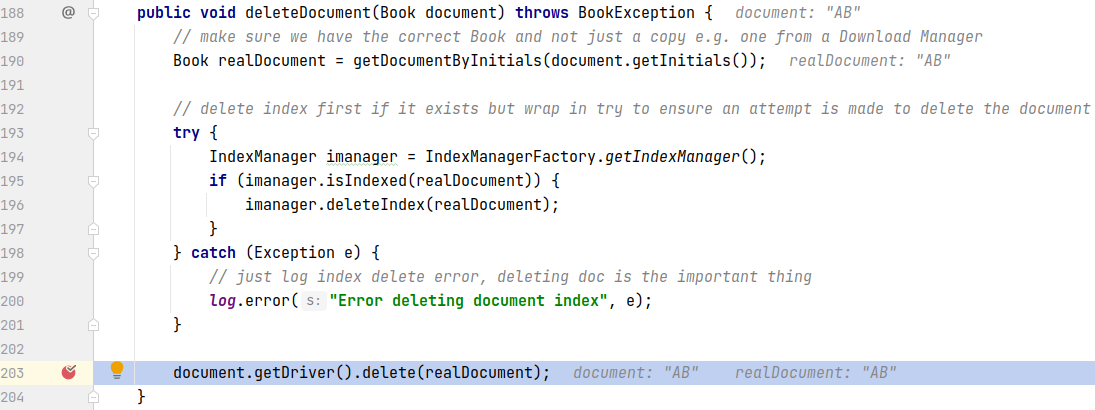 188 @ public void deleteDocument(Book document) throws BookException { document: "AB"
189 // make sure we have the correct Book and not just a copy e.g. one from a Download Manager
190 Book realDocument = getDocumentByInitials(document.getInitials()); realDocument: "AB"
191
192 // delete index first if it exists but wrap in try to ensure an attempt is made to delete the document
193 try {
194 IndexManager imanager = IndexManagerFactory.getIndexManager();
195 if (imanager.isIndexed(realDocument)) {
196 imanager.deleteIndex(realDocument);
197 }
198 } catch (Exception e) {
199 // just log index delete error, deleting doc is the important thing
200 log.error( s: "Error deleting document index", e);
201 }
202
203 document.getDriver().delete(realDocument); document: "AB" realDocument: "AB"
204 }